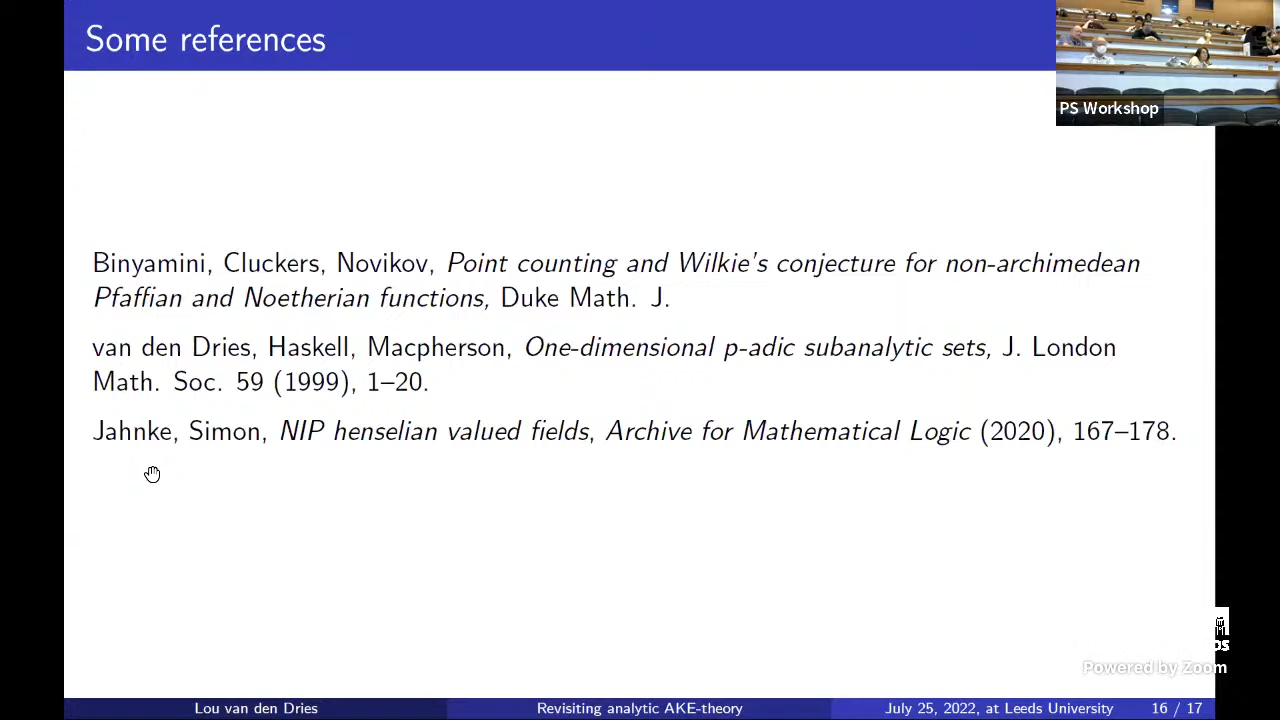 Some references
PS Workshop
Binyamini, Cluckers, Novikov, Point counting and Wilkie's conjecture for non-archimedean
Pfaffian and Noetherian functions, Duke Math. J.
van den Dries, Haskell, Macpherson, One-dimensional p-adic subanalytic sets, J. London
Math. Soc. 59 (1999), 1–20.
Jahnke, Simon, NIP henselian valued fields, Archive for Mathematical Logic (2020), 167–178.
Powered by Zoom
Lou van den Dries
Revisiting analytic AKE-theory
July 25, 2022, at Leeds University
16 / 17